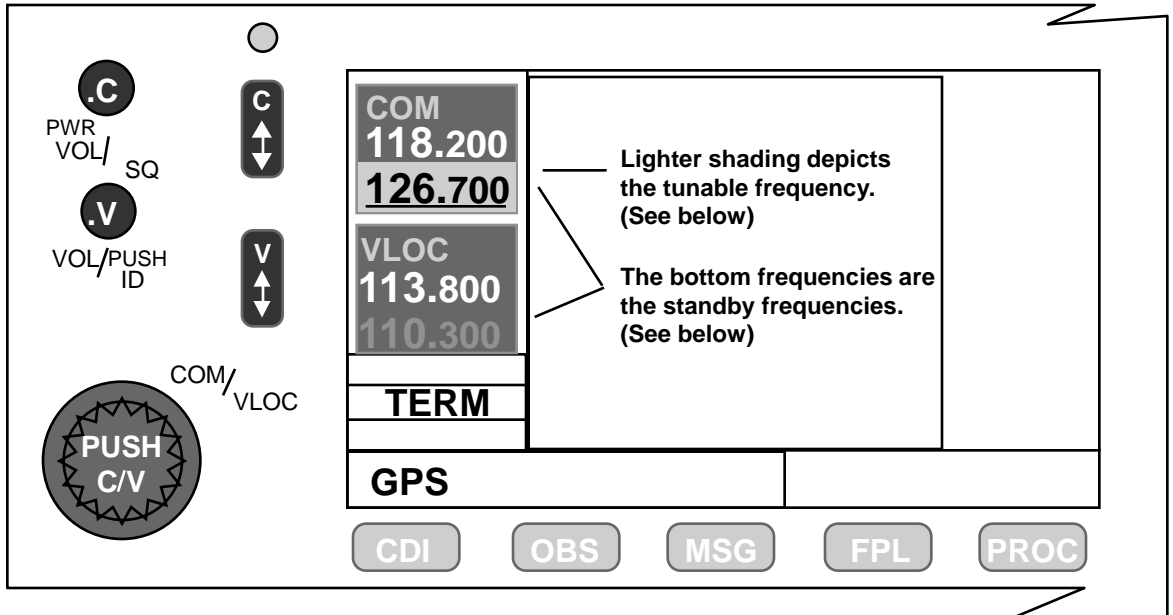 .C
PWR
VOL/
SQ
.V
VOL/PUSH
ID
C
V
COM/
VLOC
PUSH
C/V
COM
118.200
126.700
VLOC
113.800
110.300
TERM
GPS
Lighter shading depicts
the tunable frequency.
(See below)
The bottom frequencies are
the standby frequencies.
(See below)
CDI
OBS
MSG
FPL
PROC